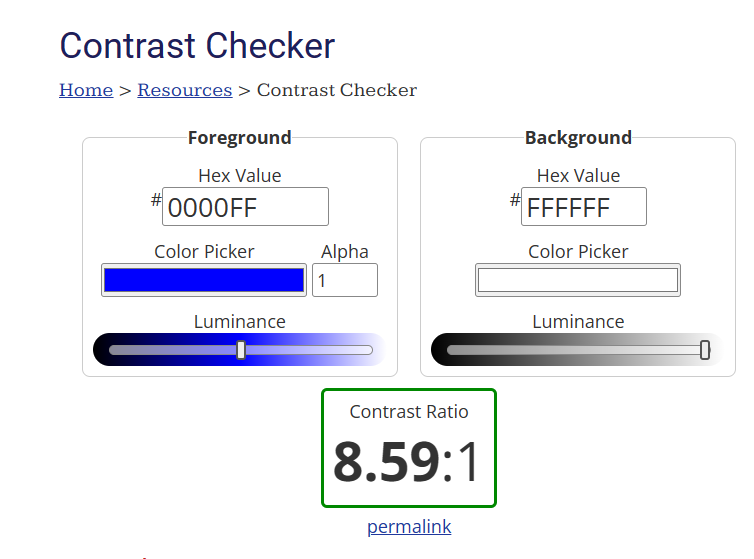 Contrast Checker
Home > Resources > Contrast Checker
Foreground
Hex Value
# 0000FF
Color Picker Alpha
1
Luminance
Background
Hex Value
# FFFFFF
Color Picker
Luminance
Contrast Ratio
8.59:1
permalink